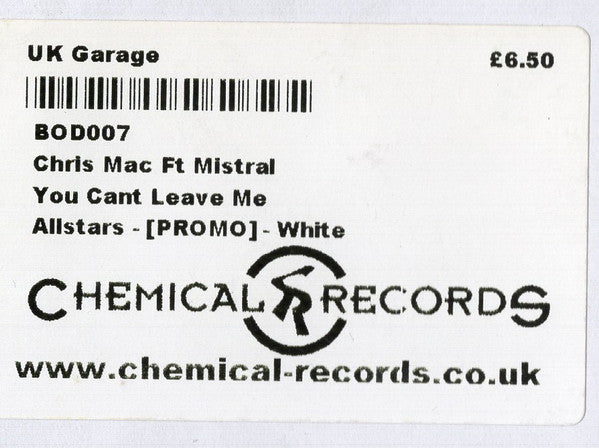 UK Garage £6.50
BOD007
Chris Mac Ft Mistral
You Cant Leave Me
Allstars - [PROMO] - White
CHEMICAL R RECORDS
www.chemical-records.co.uk